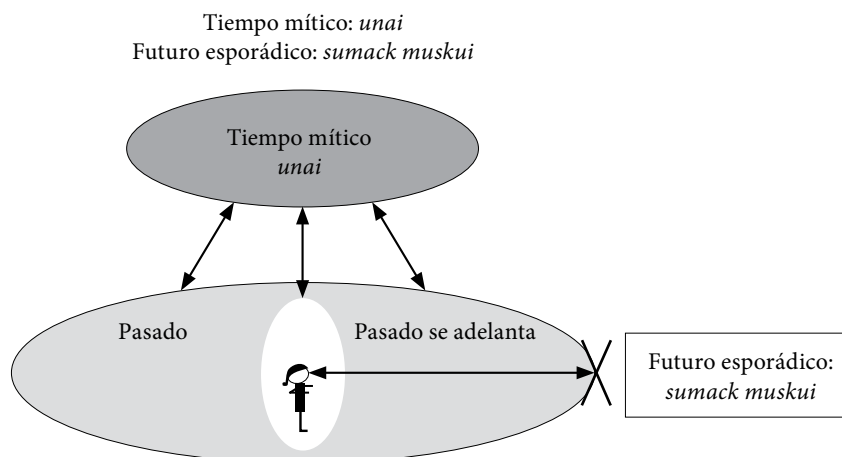 Tiempo mítico: unai
Futuro esporádico: sumack muskui
Tiempo mítico
unai
Pasado
Pasado se adelanta
Futuro esporádico:
sumack muskui